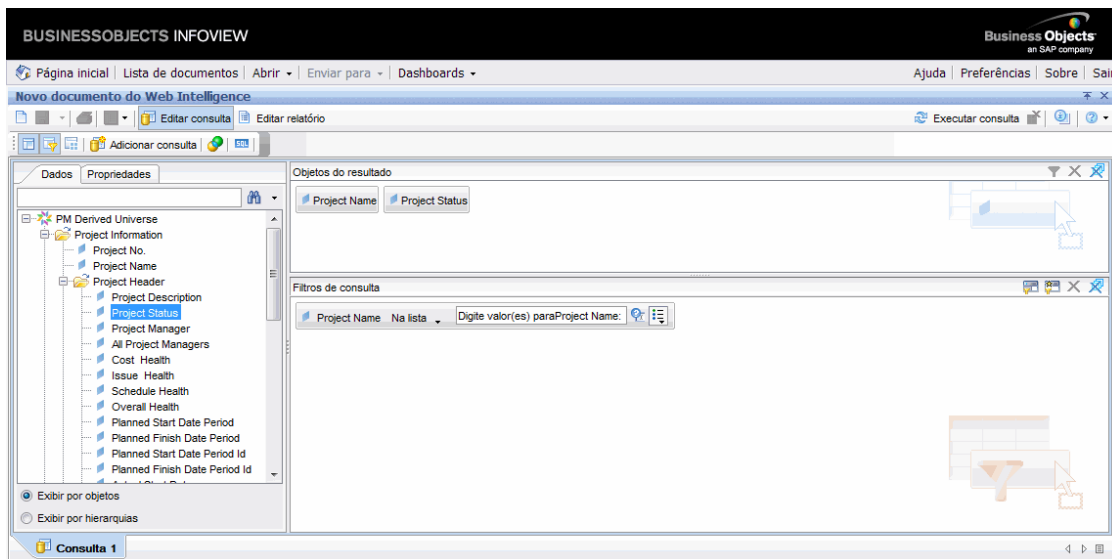 BUSINESSOBJECTS INFOVIEW
Business Objects
an SAP company
Página inicial Lista de documentos Abrir Enviar para Dashboards Ajuda Preferências Sobre Sair
Novo documento do Web Intelligence
Editar consulta Editar relatório Executar consulta
Adicionar consulta SQL
Dados Propriedades
PM Derived Universe
Project Information
Project No.
Project Name
Project Header
Project Description
Project Status
Project Manager
All Project Managers
Cost Health
Issue Health
Schedule Health
Overall Health
Planned Start Date Period
Planned Finish Date Period
Planned Start Date Period Id
Planned Finish Date Period Id
Exibir por objetos
Exibir por hierarquias
Objetos do resultado
Project Name Project Status
Filtros de consulta
Project Name Na lista Digite valor(es) paraProject Name:
Consulta 1